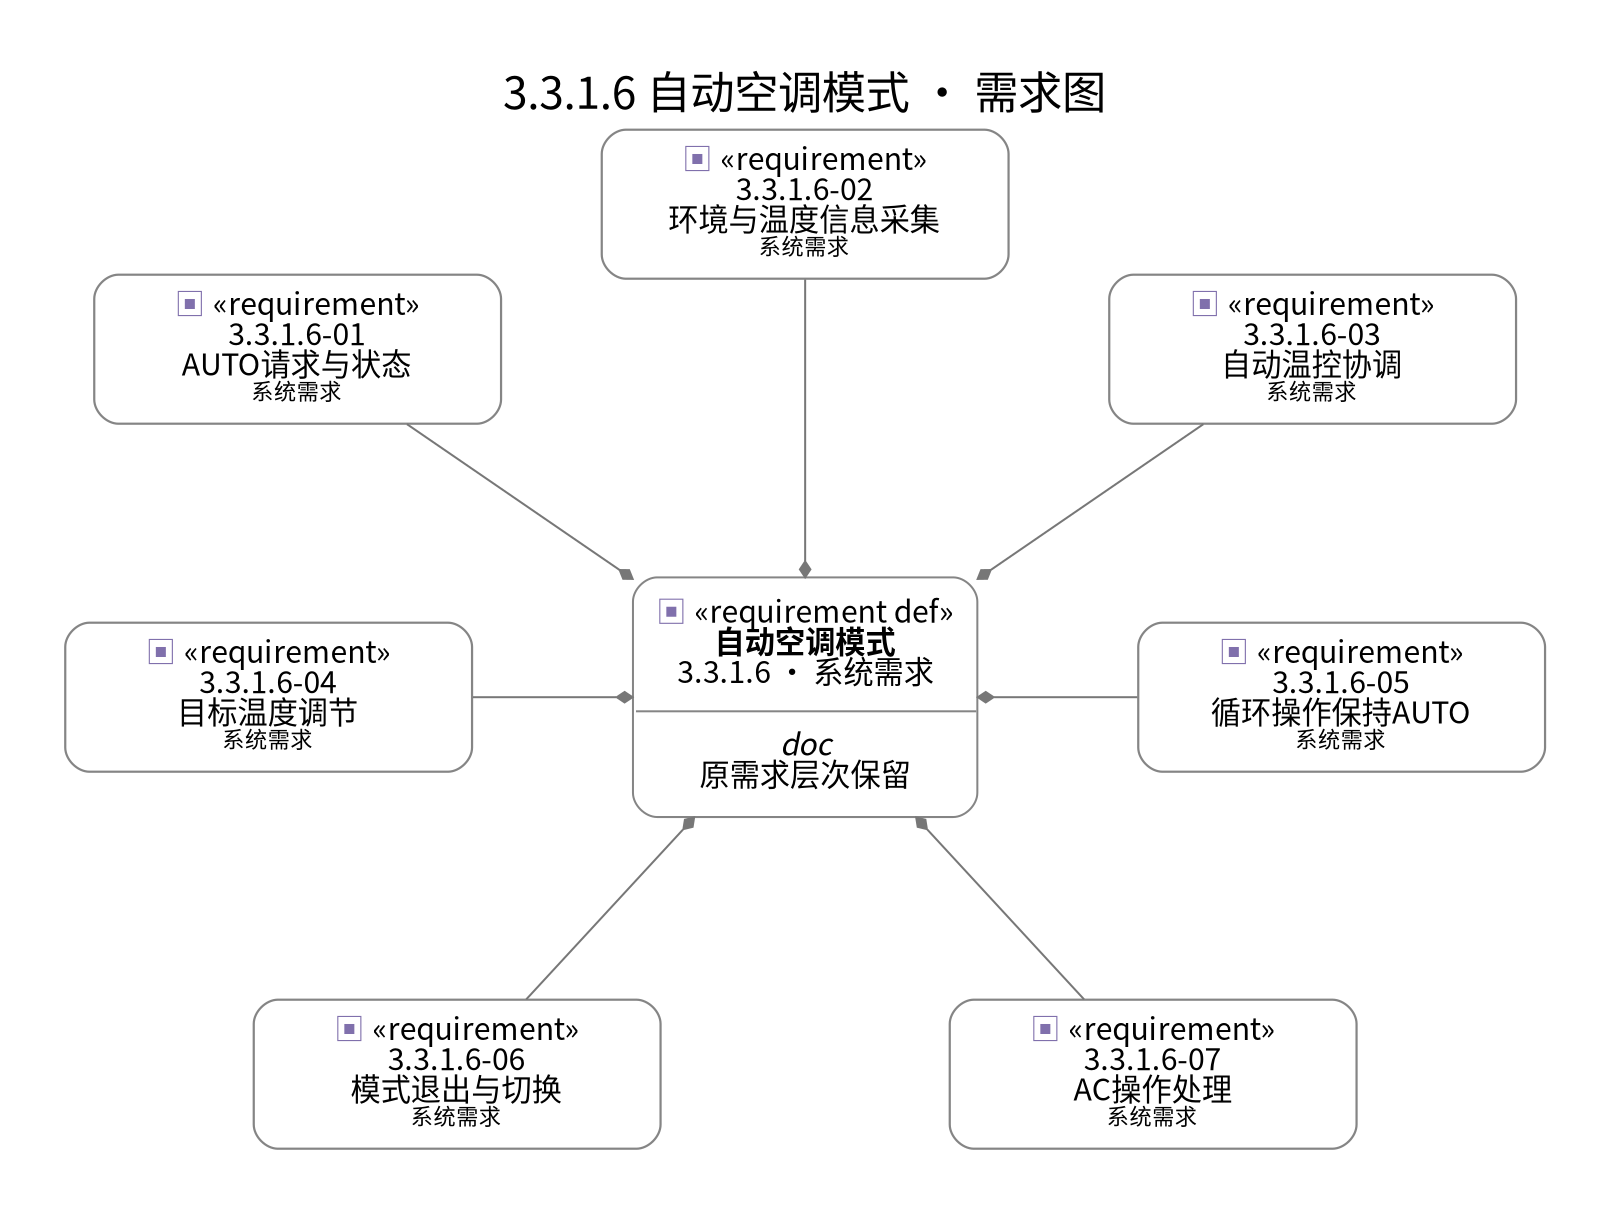 3.3.1.6 自动空调模式 · 需求图
«requirement»
3.3.1.6-02
环境与温度信息采集
系统需求
«requirement»
3.3.1.6-01
AUTO请求与状态
系统需求
«requirement»
3.3.1.6-03
自动温控协调
系统需求
«requirement def»
自动空调模式
3.3.1.6 · 系统需求
doc
原需求层次保留
«requirement»
3.3.1.6-04
目标温度调节
系统需求
«requirement»
3.3.1.6-05
循环操作保持AUTO
系统需求
«requirement»
3.3.1.6-06
模式退出与切换
系统需求
«requirement»
3.3.1.6-07
AC操作处理
系统需求